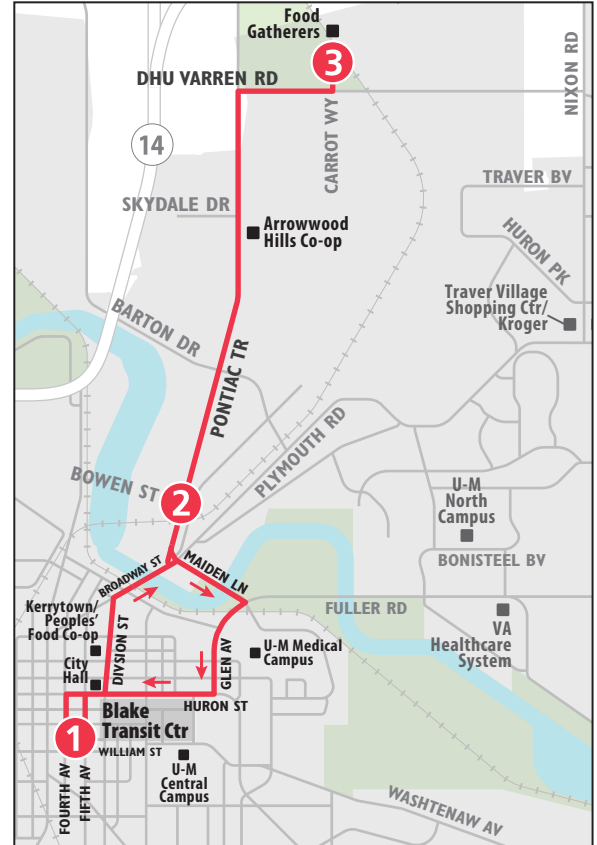 Food
Gatherers
3
DHU VARREN RD
NIXON RD
14
CARROT WY
TRAVER BV
SKYDALE DR
Arrowwood
Hills Co-op
HURON PK
Traver Village
Shopping Ctr/
Kroger
BARTON DR
PONTIAC TR
PLYMOUTH RD
BOWEN ST
2
U-M
North
Campus
BONISTEEL BV
BROADWAY ST
MAIDEN LN
FULLER RD
Kerrytown/
Peoples'
Food Co-op
DIVSION ST
GLEN AV
U-M Medical
Campus
VA
Healthcare
System
City
Hall
HURON ST
Blake
Transit Ctr
1
WILLIAM ST
FOURTH AV
FIFTH AV
U-M
Central
Campus
WASHTENAW AV